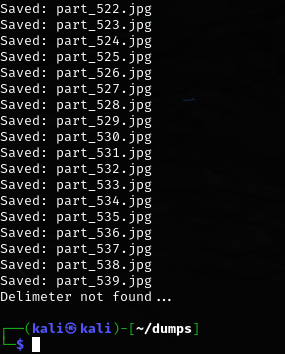 Saved: part_522.jpg
Saved: part_523.jpg
Saved: part_524.jpg
Saved: part_525.jpg
Saved: part_526.jpg
Saved: part_527.jpg
Saved: part_528.jpg
Saved: part_529.jpg
Saved: part_530.jpg
Saved: part_531.jpg
Saved: part_532.jpg
Saved: part_533.jpg
Saved: part_534.jpg
Saved: part_535.jpg
Saved: part_536.jpg
Saved: part_537.jpg
Saved: part_538.jpg
Saved: part_539.jpg
Delimeter not found...
┌──(kali㉿kali)-[~/dumps]
└─$